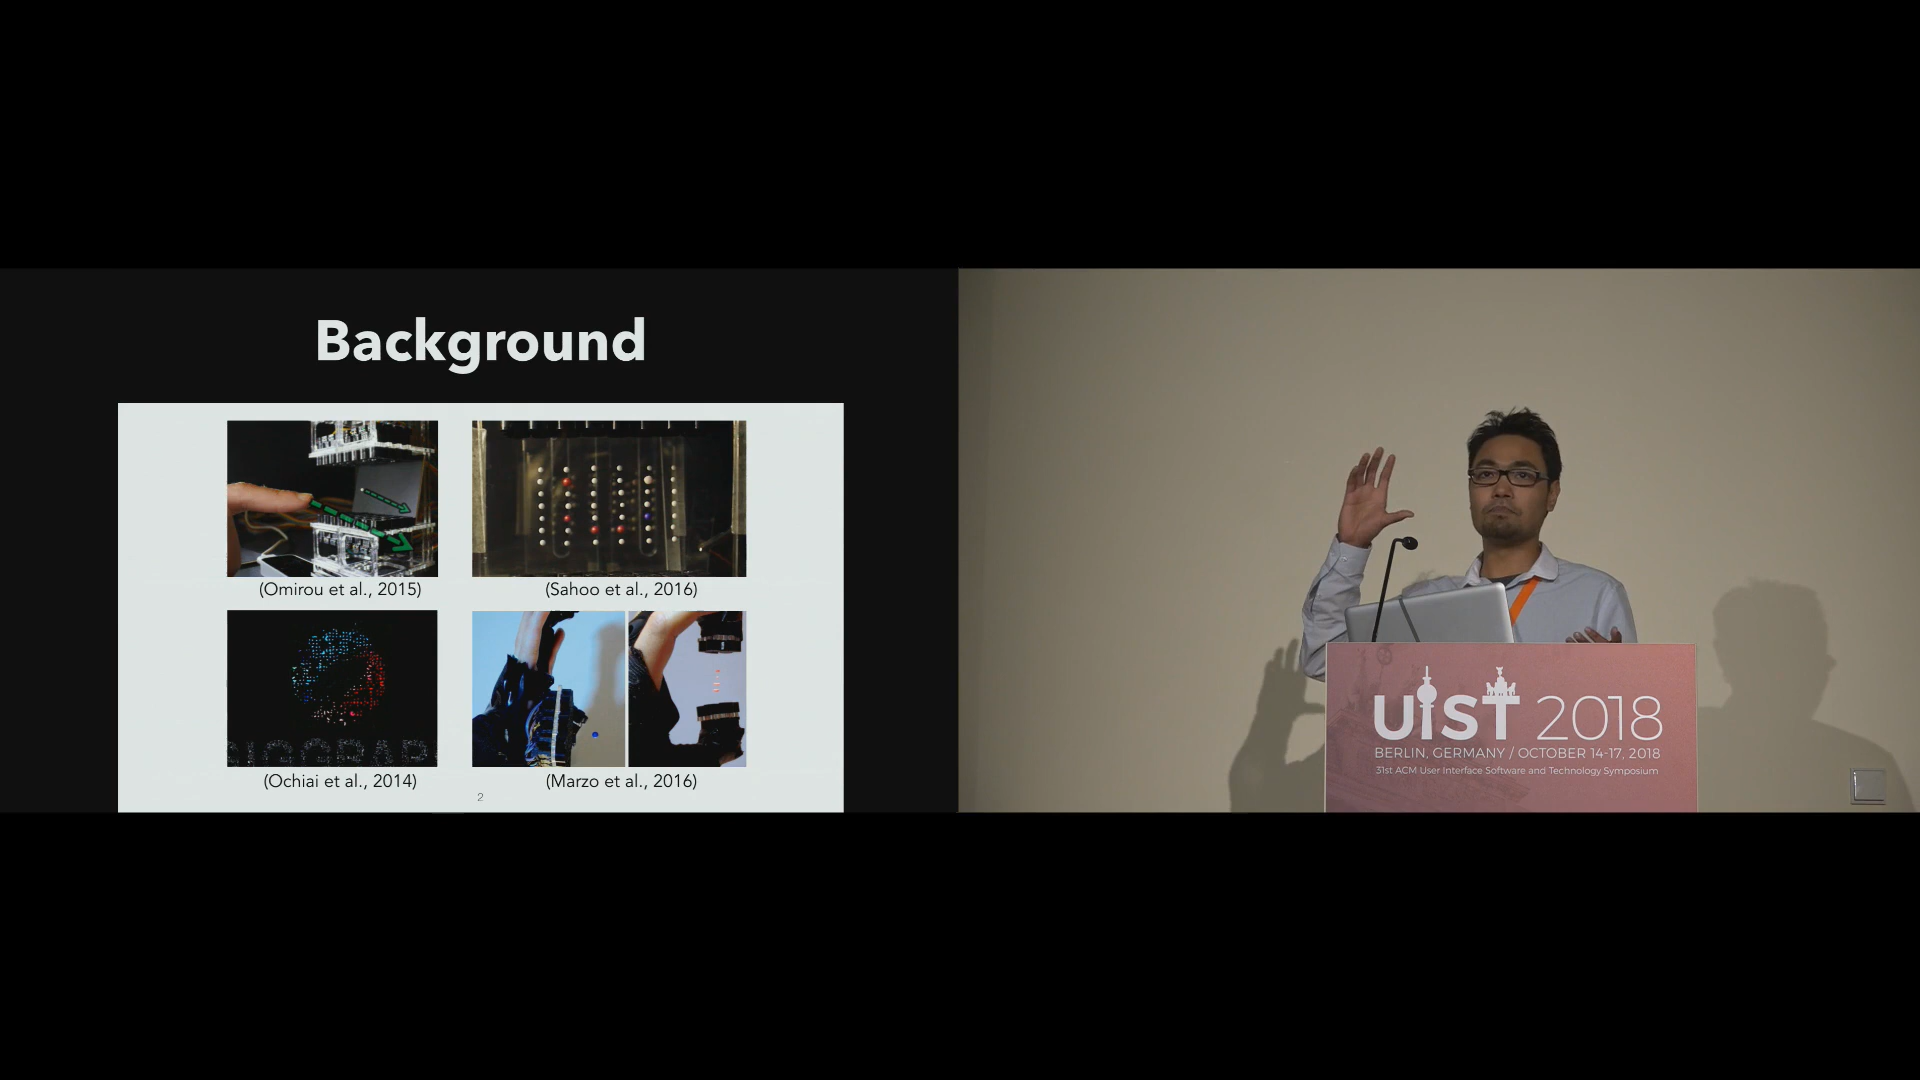 Background
(Omirou et al., 2015)
(Sahoo et al., 2016)
(Ochiai et al., 2014)
(Marzo et al., 2016)
2
UIST 2018
BERLIN, GERMANY / OCTOBER 14-17, 2018
31st ACM User Interface Software and Technology Symposium